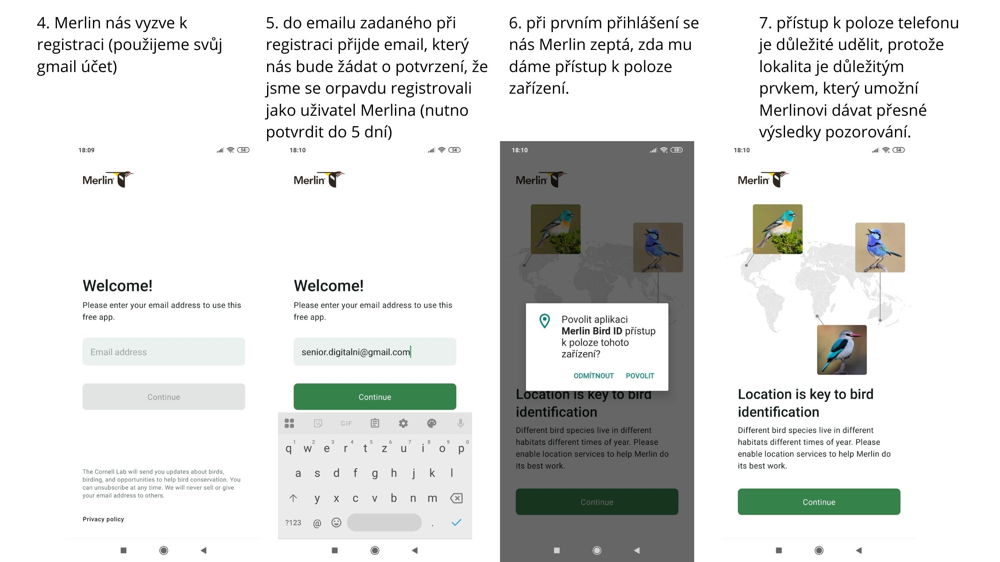 4. Merlin nás vyzve k
registraci (použijeme svůj
gmail účet)
5. do emailu zadaného při
registraci přijde email, který
nás bude žádat o potvrzení, že
jsme se orpavdu registrovali
jako uživatel Merlina (nutno
potvrdit do 5 dní)
6. při prvním přihlášení se
nás Merlin zeptá, zda mu
dáme přístup k poloze
zařízení.
7. přístup k poloze telefonu
je důležité udělit, protože
lokalita je důležitým
prvkem, který umožní
Merlinovi dávat přesné
výsledky pozorování.
18:09
54
Merlin
Welcome!
Please enter your email address to use this
free app.
Email address
Continue
The Cornell Lab will send you updates about birds,
birding, and opportunities to help bird conservation. You
can unsubscribe at any time. We will never sell or give
your email address to others.
Privacy policy
18:10
54
Merlin
Welcome!
Please enter your email address to use this
free app.
senior.digitalni@gmail.com
Continue
GIF
q1 w2 e3 r4 t5 z6 u7 i8 o9 p0
a s d f g h j k l
y x c v b n m
?123 @ .
18:10
53
Merlin
Povolit aplikaci
Merlin Bird ID přístup
k poloze tohoto
zařízení?
ODMÍTNOUT POVOLIT
Location is key to bird
identification
Different bird species live in different
habitats different times of year. Please
enable location services to help Merlin do
its best work.
Continue
18:10
54
Merlin
Location is key to bird
identification
Different bird species live in different
habitats different times of year. Please
enable location services to help Merlin do
its best work.
Continue